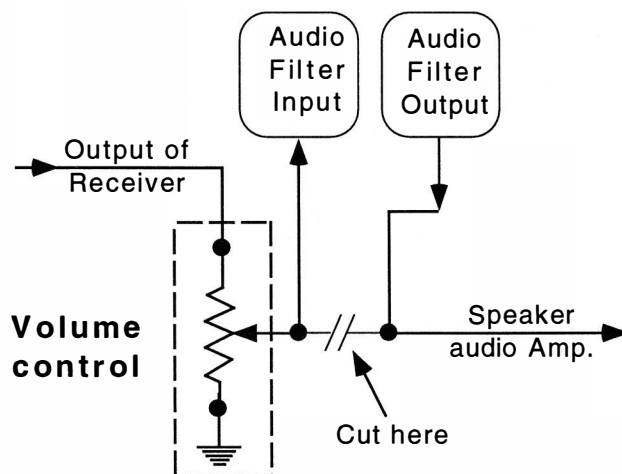 Audio
Filter
Input
Audio
Filter
Output
Output of
Receiver
Volume
control
Speaker
audio Amp.
Cut here